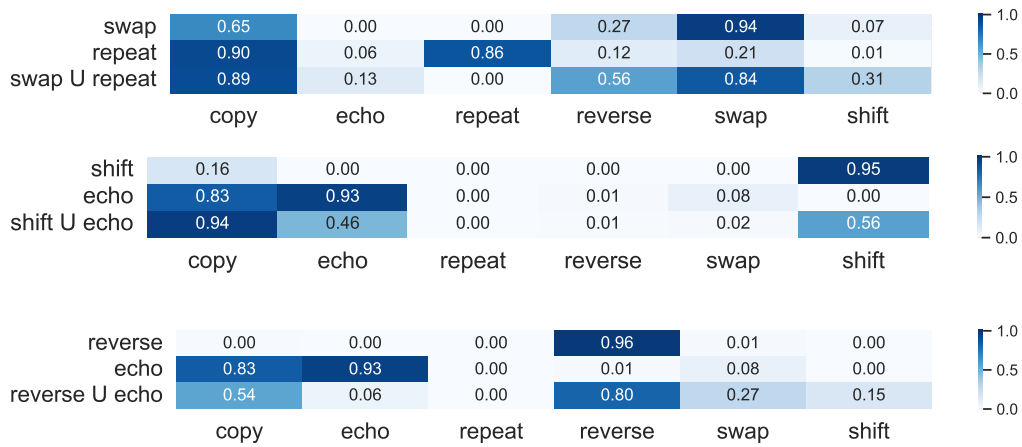 swap 0.65 0.00 0.00 0.27 0.94 0.07 1.0
repeat 0.90 0.06 0.86 0.12 0.21 0.01 0.5
swap U repeat 0.89 0.13 0.00 0.56 0.84 0.31 0.0
copy echo repeat reverse swap shift
shift 0.16 0.00 0.00 0.00 0.00 0.95 1.0
echo 0.83 0.93 0.00 0.01 0.08 0.00 0.5
shift U echo 0.94 0.46 0.00 0.01 0.02 0.56 0.0
copy echo repeat reverse swap shift
reverse 0.00 0.00 0.00 0.96 0.01 0.00 1.0
echo 0.83 0.93 0.00 0.01 0.08 0.00 0.5
reverse U echo 0.54 0.06 0.00 0.80 0.27 0.15 0.0
copy echo repeat reverse swap shift